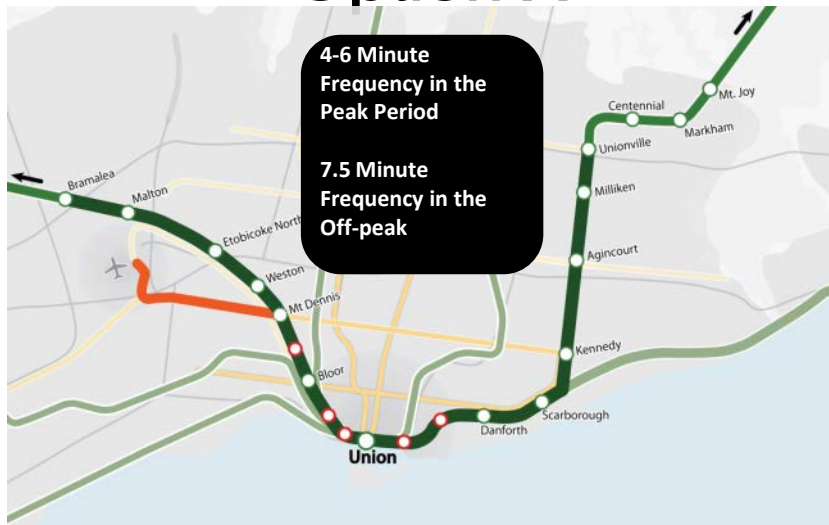 4-6 Minute
Frequency in the
Peak Period
7.5 Minute
Frequency in the
Off-peak
Mt. Joy
Centennial
Markham
Unionville
Bramalea
Malton
Milliken
Etobicoke North
Agincourt
Weston
Mt Dennis
Kennedy
Bloor
Scarborough
Danforth
Union